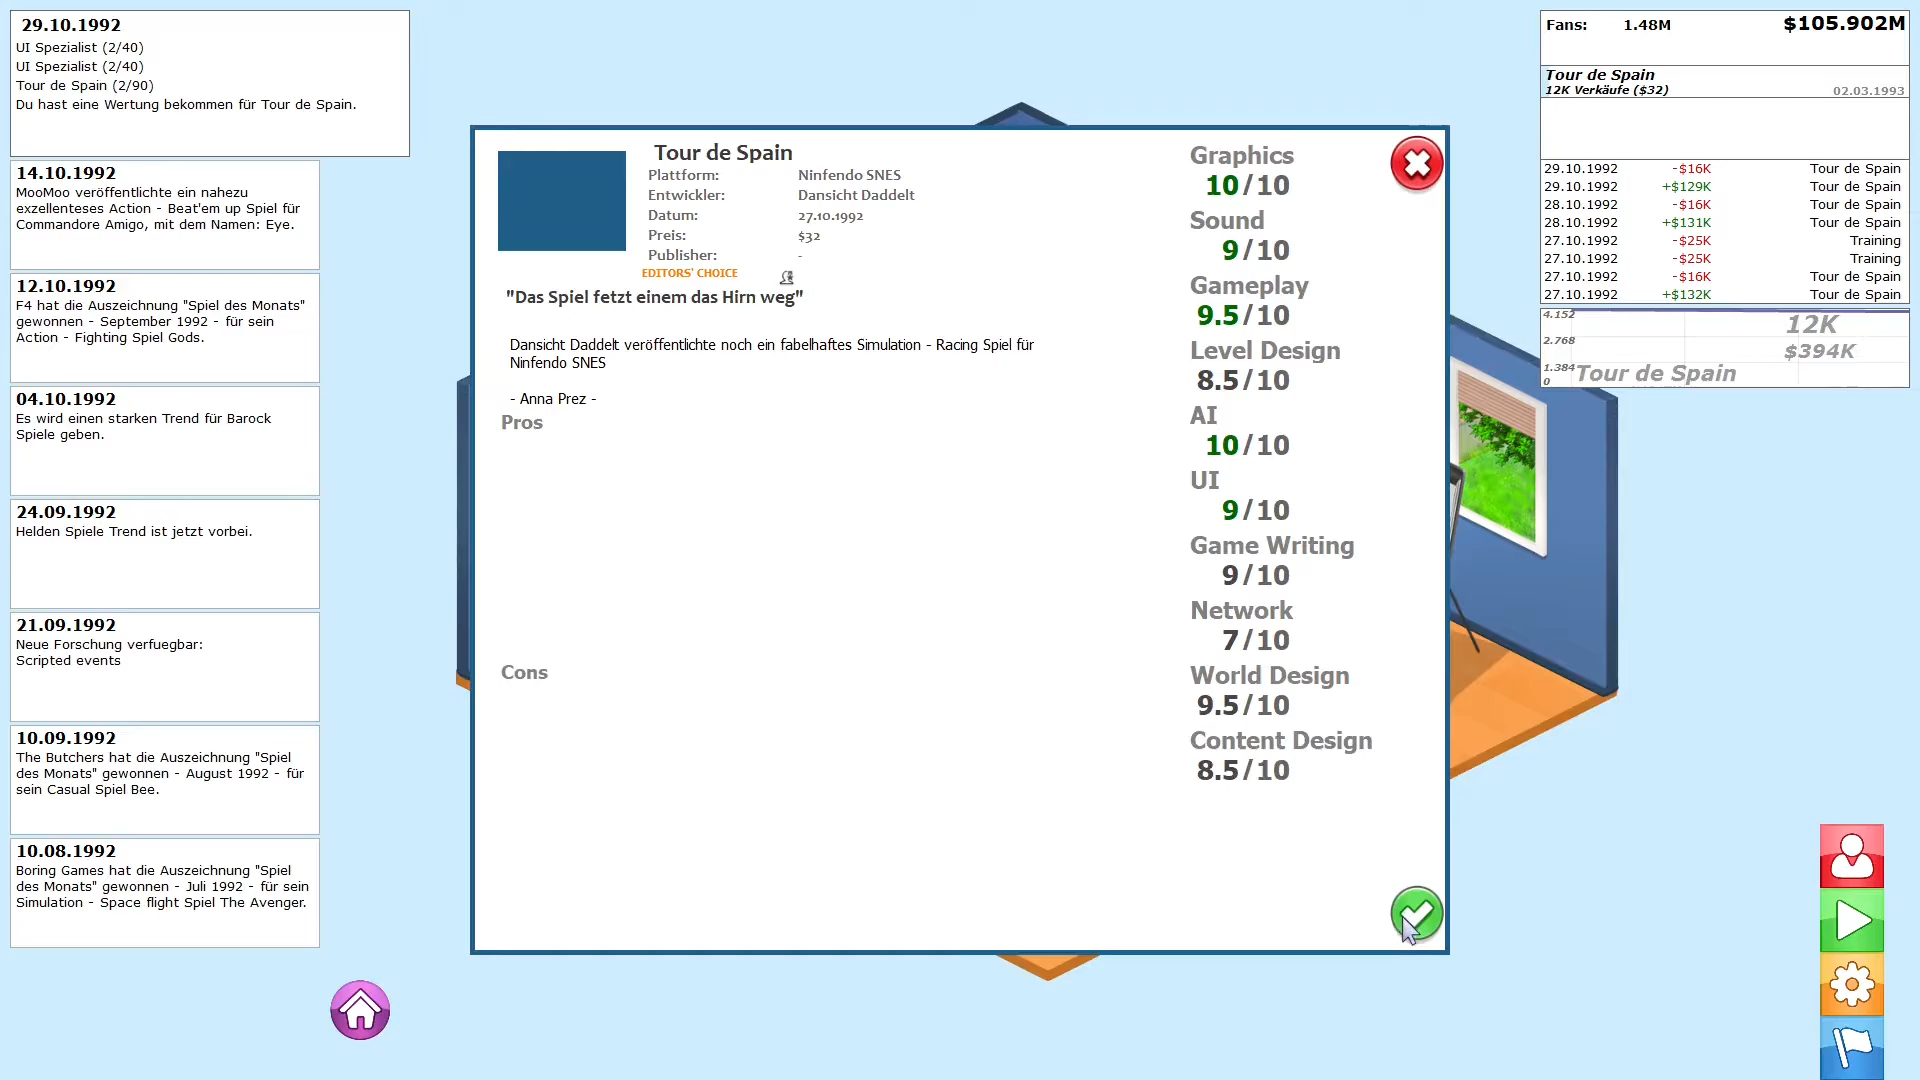 29.10.1992
UI Spezialist (2/40)
UI Spezialist (2/40)
Tour de Spain (2/90)
Du hast eine Wertung bekommen für Tour de Spain.
14.10.1992
MooMoo veröffentlichte ein nahezu
exzellenteses Action - Beat'em up Spiel für
Commandore Amigo, mit dem Namen: Eye.
12.10.1992
F4 hat die Auszeichnung "Spiel des Monats"
gewonnen - September 1992 - für sein
Action - Fighting Spiel Gods.
04.10.1992
Es wird einen starken Trend für Barock
Spiele geben.
24.09.1992
Helden Spiele Trend ist jetzt vorbei.
21.09.1992
Neue Forschung verfuegbar:
Scripted events
10.09.1992
The Butchers hat die Auszeichnung "Spiel
des Monats" gewonnen - August 1992 - für
sein Casual Spiel Bee.
10.08.1992
Boring Games hat die Auszeichnung "Spiel
des Monats" gewonnen - Juli 1992 - für sein
Simulation - Space flight Spiel The Avenger.
Tour de Spain
Plattform: Ninfendo SNES
Entwickler: Dansicht Daddelt
Datum: 27.10.1992
Preis: $32
Publisher: -
EDITORS' CHOICE
"Das Spiel fetzt einem das Hirn weg"
Dansicht Daddelt veröffentlichte noch ein fabelhaftes Simulation - Racing Spiel für
Ninfendo SNES
- Anna Prez -
Pros
Cons
Graphics
10/10
Sound
9/10
Gameplay
9.5/10
Level Design
8.5/10
AI
10/10
UI
9/10
Game Writing
9/10
Network
7/10
World Design
9.5/10
Content Design
8.5/10
Fans: 1.48M $105.902M
Tour de Spain
12K Verkäufe ($32) 02.03.1993
29.10.1992 -$16K Tour de Spain
29.10.1992 +$129K Tour de Spain
28.10.1992 -$16K Tour de Spain
28.10.1992 +$131K Tour de Spain
27.10.1992 -$25K Training
27.10.1992 -$25K Training
27.10.1992 -$16K Tour de Spain
27.10.1992 +$132K Tour de Spain
4.152
12K
2.768
$394K
1.384
Tour de Spain
0